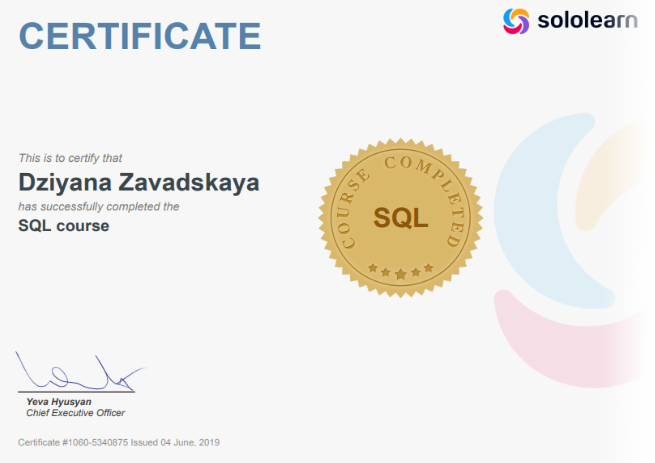 CERTIFICATE
sololearn
This is to certify that
Dziyana Zavadskaya
has successfully completed the
SQL course
COURSE COMPLETED
SQL
Yeva Hyusyan
Chief Executive Officer
Certificate #1060-5340875 Issued 04 June, 2019